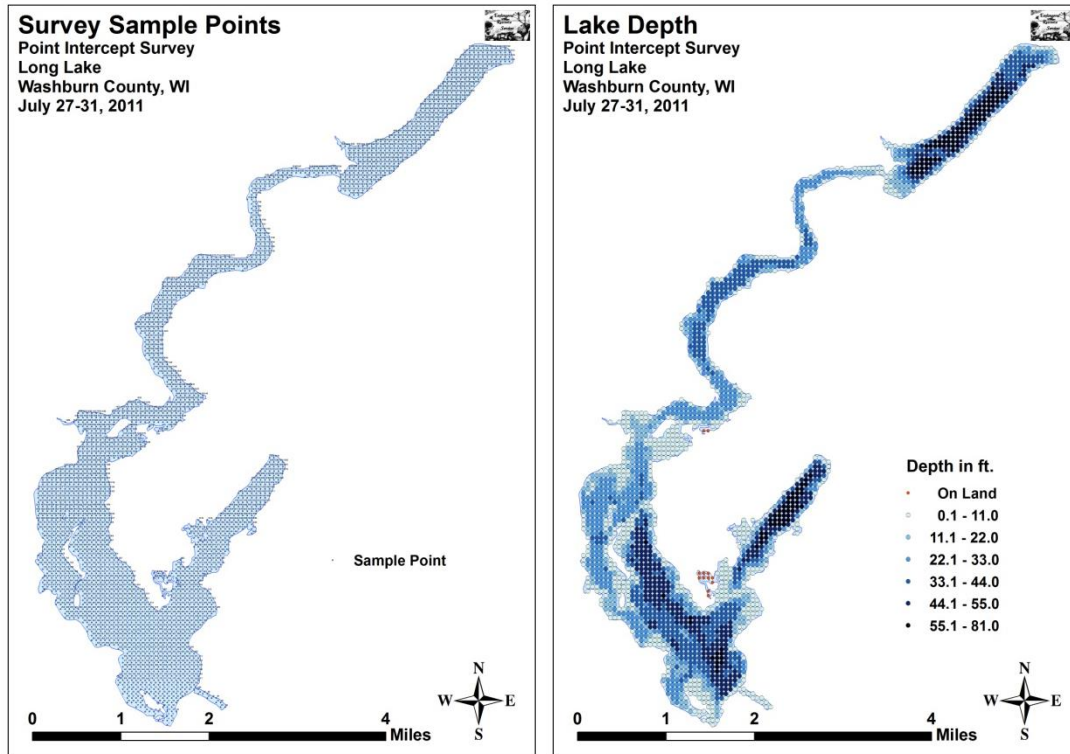 Survey Sample Points
Point Intercept Survey
Long Lake
Washburn County, WI
July 27-31, 2011
Sample Point
N
W E
S
0 1 2 4
Miles
Lake Depth
Point Intercept Survey
Long Lake
Washburn County, WI
July 27-31, 2011
Depth in ft.
On Land
0.1 - 11.0
11.1 - 22.0
22.1 - 33.0
33.1 - 44.0
44.1 - 55.0
55.1 - 81.0
N
W E
S
0 1 2 4
Miles